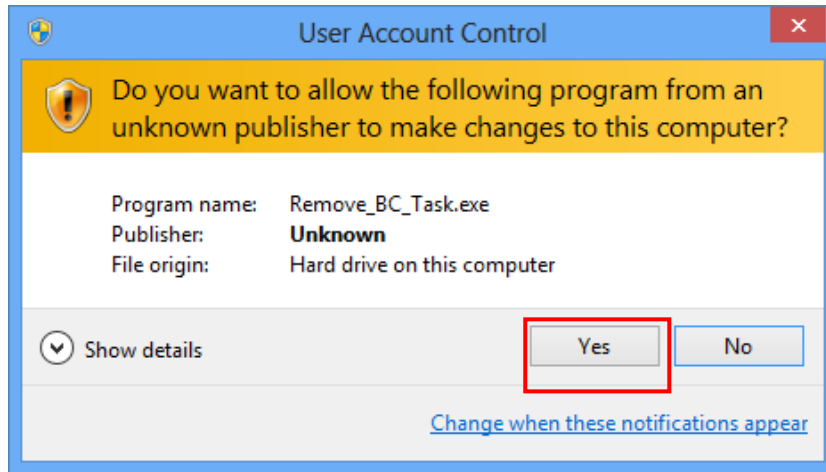 User Account Control
Do you want to allow the following program from an
unknown publisher to make changes to this computer?
Program name: Remove_BC_Task.exe
Publisher: Unknown
File origin: Hard drive on this computer
Show details
Yes
No
Change when these notifications appear